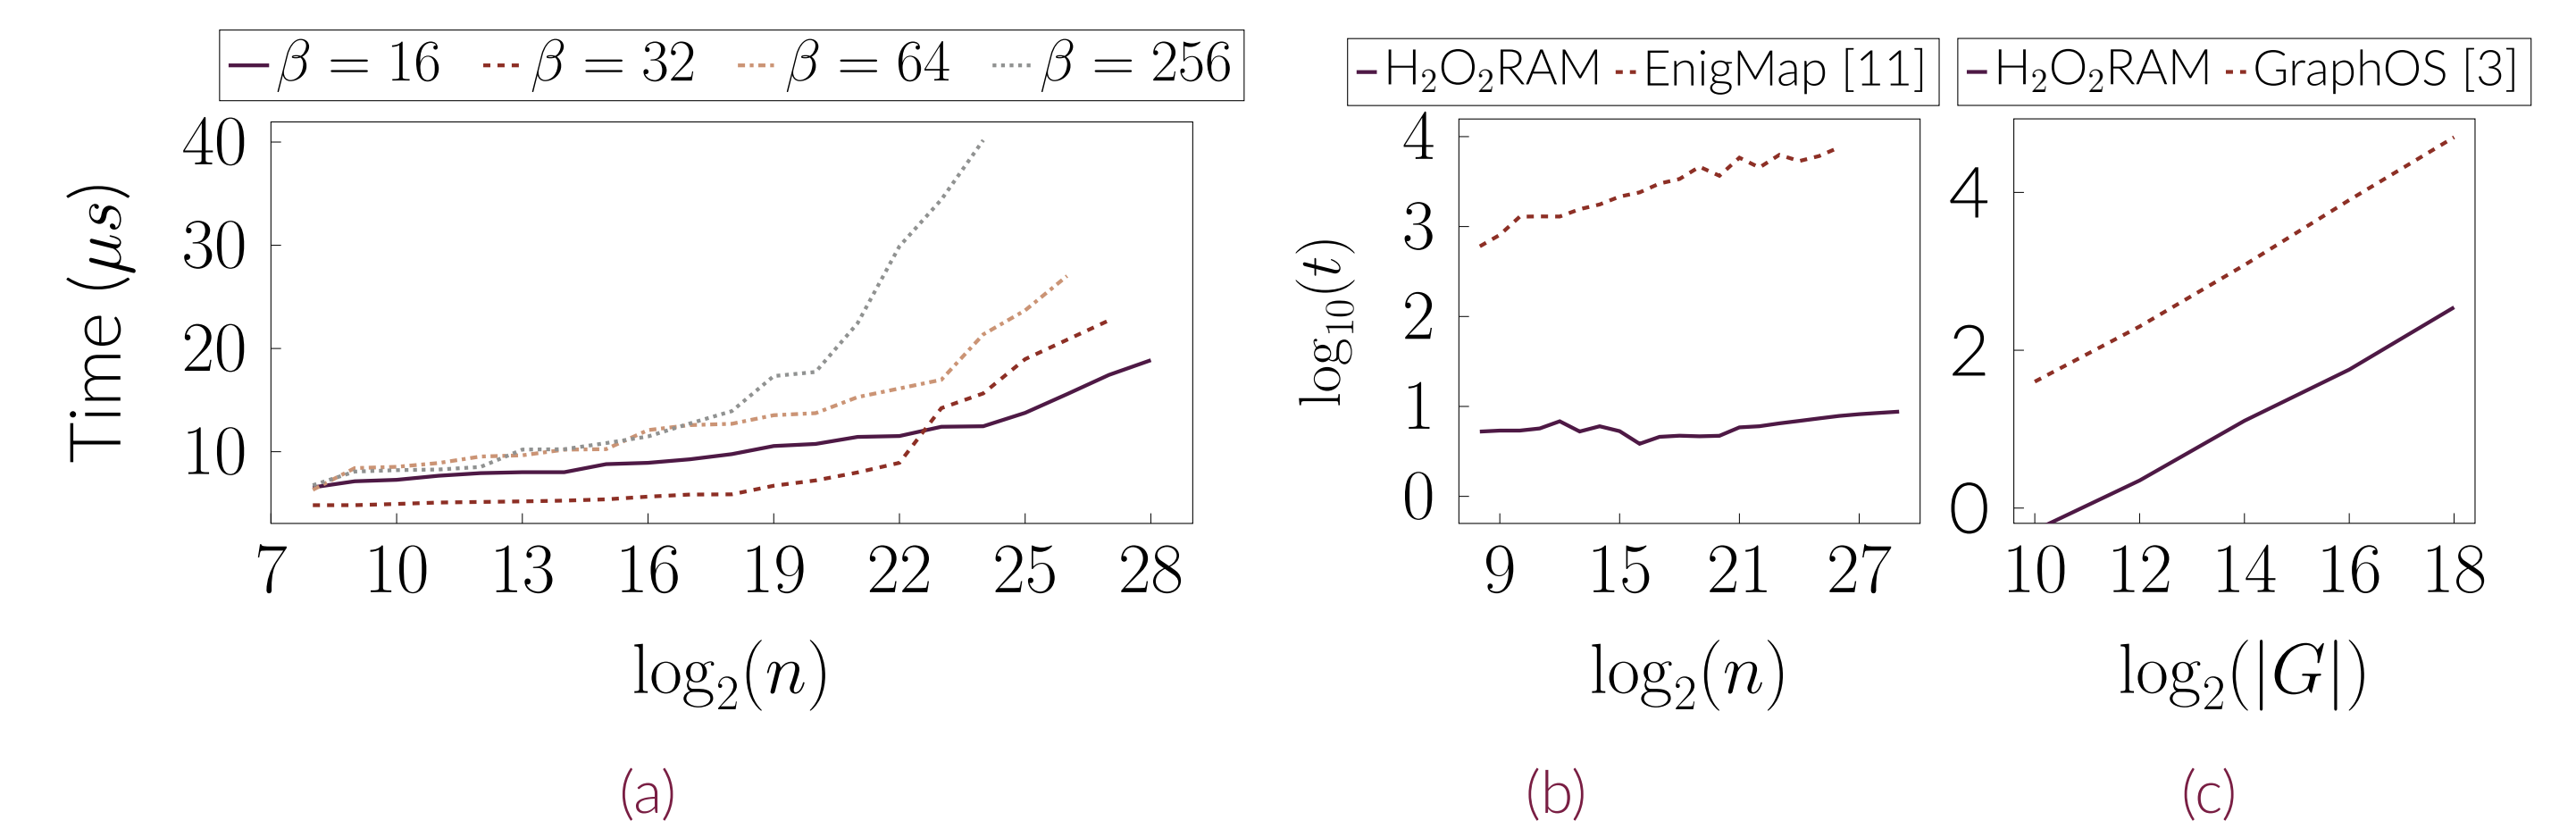 β = 16 β = 32 β = 64 β = 256
Time (μs)
40
30
20
10
7 10 13 16 19 22 25 28
log₂(n)
(a)
H₂O₂RAM EnigMap [11]
log₁₀(t)
4
3
2
1
0
9 15 21 27
log₂(n)
(b)
H₂O₂RAM GraphOS [3]
4
2
0
10 12 14 16 18
log₂(|G|)
(c)